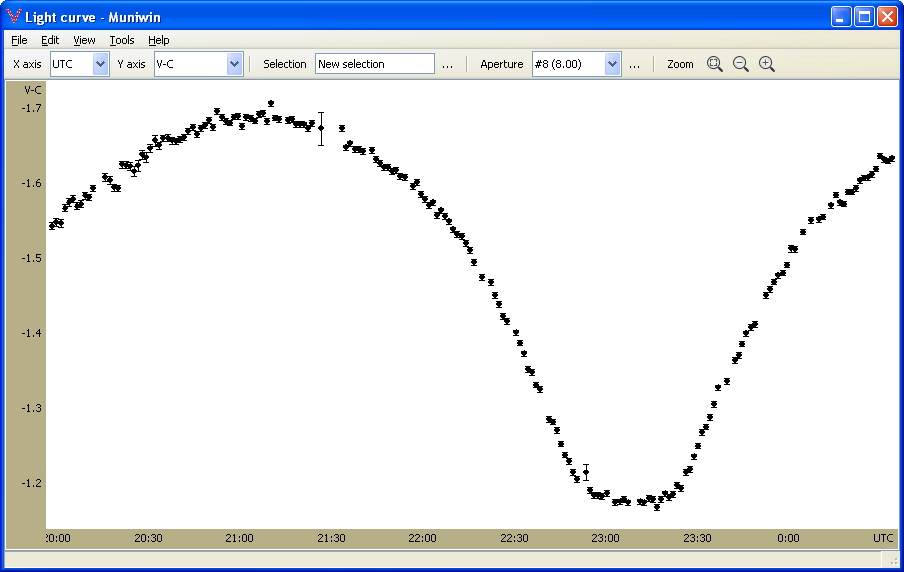 Light curve - Muniwin
File Edit View Tools Help
X axis UTC Y axis V-C Selection New selection ... Aperture #8 (8.00) ... Zoom
V-C
-1.7
-1.6
-1.5
-1.4
-1.3
-1.2
20:00 20:30 21:00 21:30 22:00 22:30 23:00 23:30 0:00 UTC